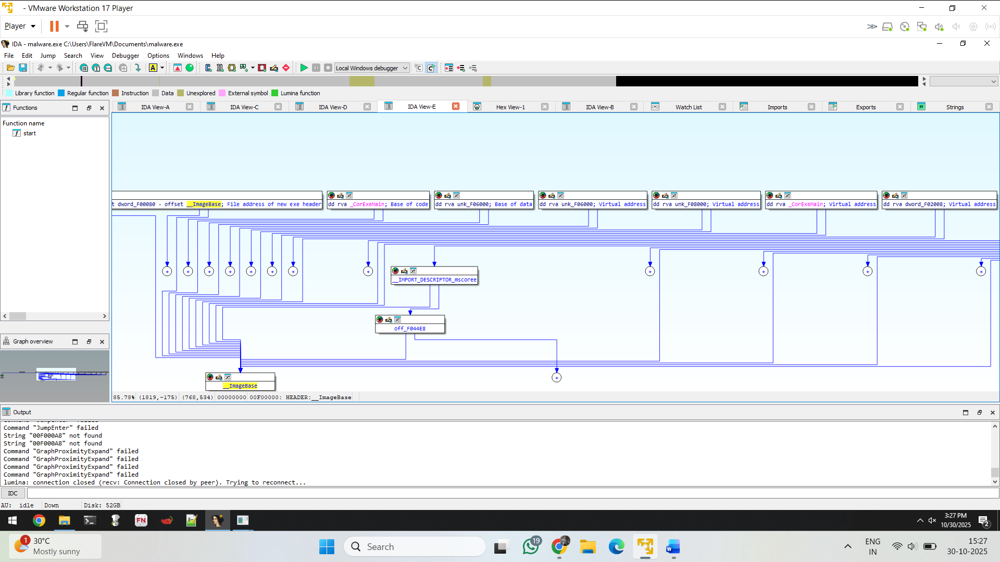 - VMware Workstation 17 Player
Player
IDA - malware.exe C:\Users\FlareVM\Documents\malware.exe
File Edit Jump Search View Debugger Options Windows Help
Local Windows debugger
Library function Regular function Instruction Data Unexplored External symbol Lumina function
Functions
IDA View-A IDA View-C IDA View-D IDA View-E Hex View-1 IDA View-B Watch List Imports Exports Strings
Function name
start
t dword_F00080 - offset __ImageBase; File address of new exe header
dd rva _CorExeMain; Base of code
dd rva unk_F06000; Base of data
dd rva unk_F06000; Virtual address
dd rva unk_F08000; Virtual address
dd rva _CorExeMain; Virtual address
dd rva dword_F02008; Virtual address
__IMPORT_DESCRIPTOR_mscoree
off_F044E8
__ImageBase
Graph overview
85.78% (1819,-175) (768,534) 00000000 00F00000: HEADER:__ImageBase
Output
Command "JumpEnter" failed
String "00F000A8" not found
String "00F000A8" not found
Command "GraphProximityExpand" failed
Command "GraphProximityExpand" failed
Command "GraphProximityExpand" failed
Command "GraphProximityExpand" failed
lumina: connection closed (recv: Connection closed by peer). Trying to reconnect...
IDC
AU: idle Down Disk: 52GB
FN
3:27 PM
10/30/2025
2
1
30°C
Mostly sunny
Search
19
ENG
IN
15:27
30-10-2025